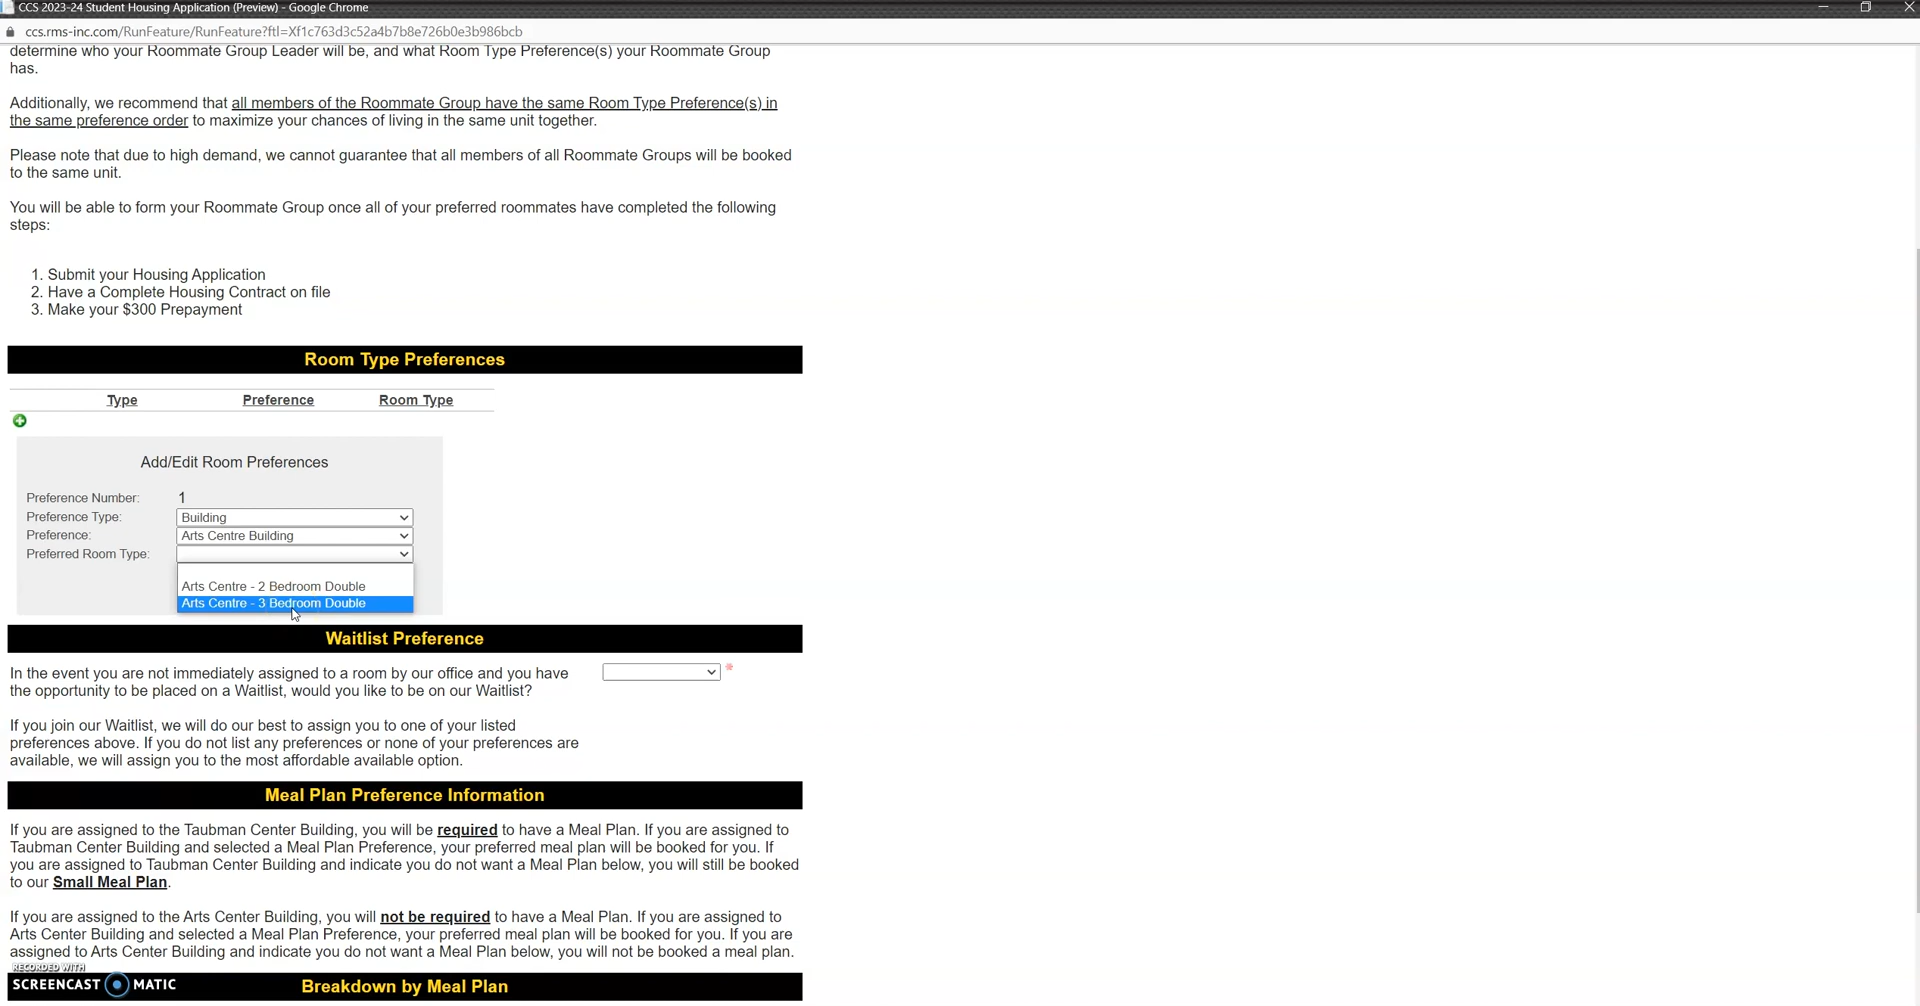 CCS 2023-24 Student Housing Application (Preview) - Google Chrome
ccs.rms-inc.com/RunFeature/RunFeature?ftl=Xf1c763d3c52a4b7b8e726b0e3b986bcb
determine who your Roommate Group Leader will be, and what Room Type Preference(s) your Roommate Group
has.
Additionally, we recommend that all members of the Roommate Group have the same Room Type Preference(s) in
the same preference order to maximize your chances of living in the same unit together.
Please note that due to high demand, we cannot guarantee that all members of all Roommate Groups will be booked
to the same unit.
You will be able to form your Roommate Group once all of your preferred roommates have completed the following
steps:
1. Submit your Housing Application
2. Have a Complete Housing Contract on file
3. Make your $300 Prepayment
Room Type Preferences
Type Preference Room Type
Add/Edit Room Preferences
Preference Number: 1
Preference Type: Building
Preference: Arts Centre Building
Preferred Room Type:
Arts Centre - 2 Bedroom Double
Arts Centre - 3 Bedroom Double
Waitlist Preference
In the event you are not immediately assigned to a room by our office and you have *
the opportunity to be placed on a Waitlist, would you like to be on our Waitlist?
If you join our Waitlist, we will do our best to assign you to one of your listed
preferences above. If you do not list any preferences or none of your preferences are
available, we will assign you to the most affordable available option.
Meal Plan Preference Information
If you are assigned to the Taubman Center Building, you will be required to have a Meal Plan. If you are assigned to
Taubman Center Building and selected a Meal Plan Preference, your preferred meal plan will be booked for you. If
you are assigned to Taubman Center Building and indicate you do not want a Meal Plan below, you will still be booked
to our Small Meal Plan.
If you are assigned to the Arts Center Building, you will not be required to have a Meal Plan. If you are assigned to
Arts Center Building and selected a Meal Plan Preference, your preferred meal plan will be booked for you. If you are
assigned to Arts Center Building and indicate you do not want a Meal Plan below, you will not be booked a meal plan.
RECORDED WITH
SCREENCAST MATIC
Breakdown by Meal Plan